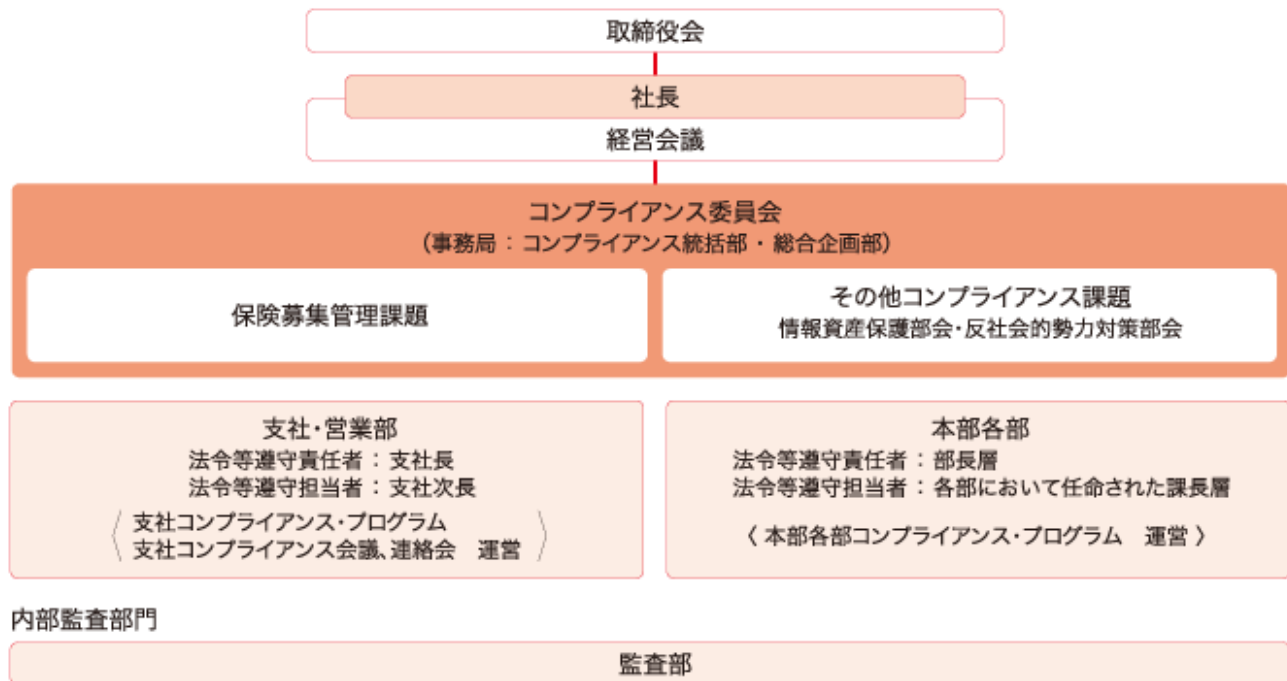 取締役会
社長
経営会議
コンプライアンス委員会
（事務局：コンプライアンス統括部・総合企画部）
保険募集管理課題
その他コンプライアンス課題
情報資産保護部会・反社会的勢力対策部会
支社・営業部
法令等遵守責任者：支社長
法令等遵守担当者：支社次長
支社コンプライアンス・プログラム
支社コンプライアンス会議、連絡会　運営
本部各部
法令等遵守責任者：部長層
法令等遵守担当者：各部において任命された課長層
〈 本部各部コンプライアンス・プログラム　運営 〉
内部監査部門
監査部